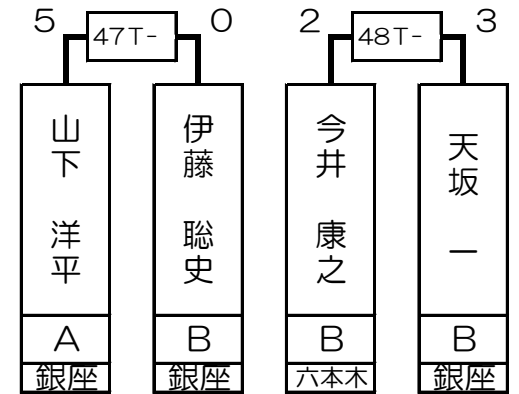 5 47T- 0 2 48T- 3
山下 洋平
伊藤 聡史
今井 康之
天坂 一
A B B B
銀座 銀座 六本木 銀座